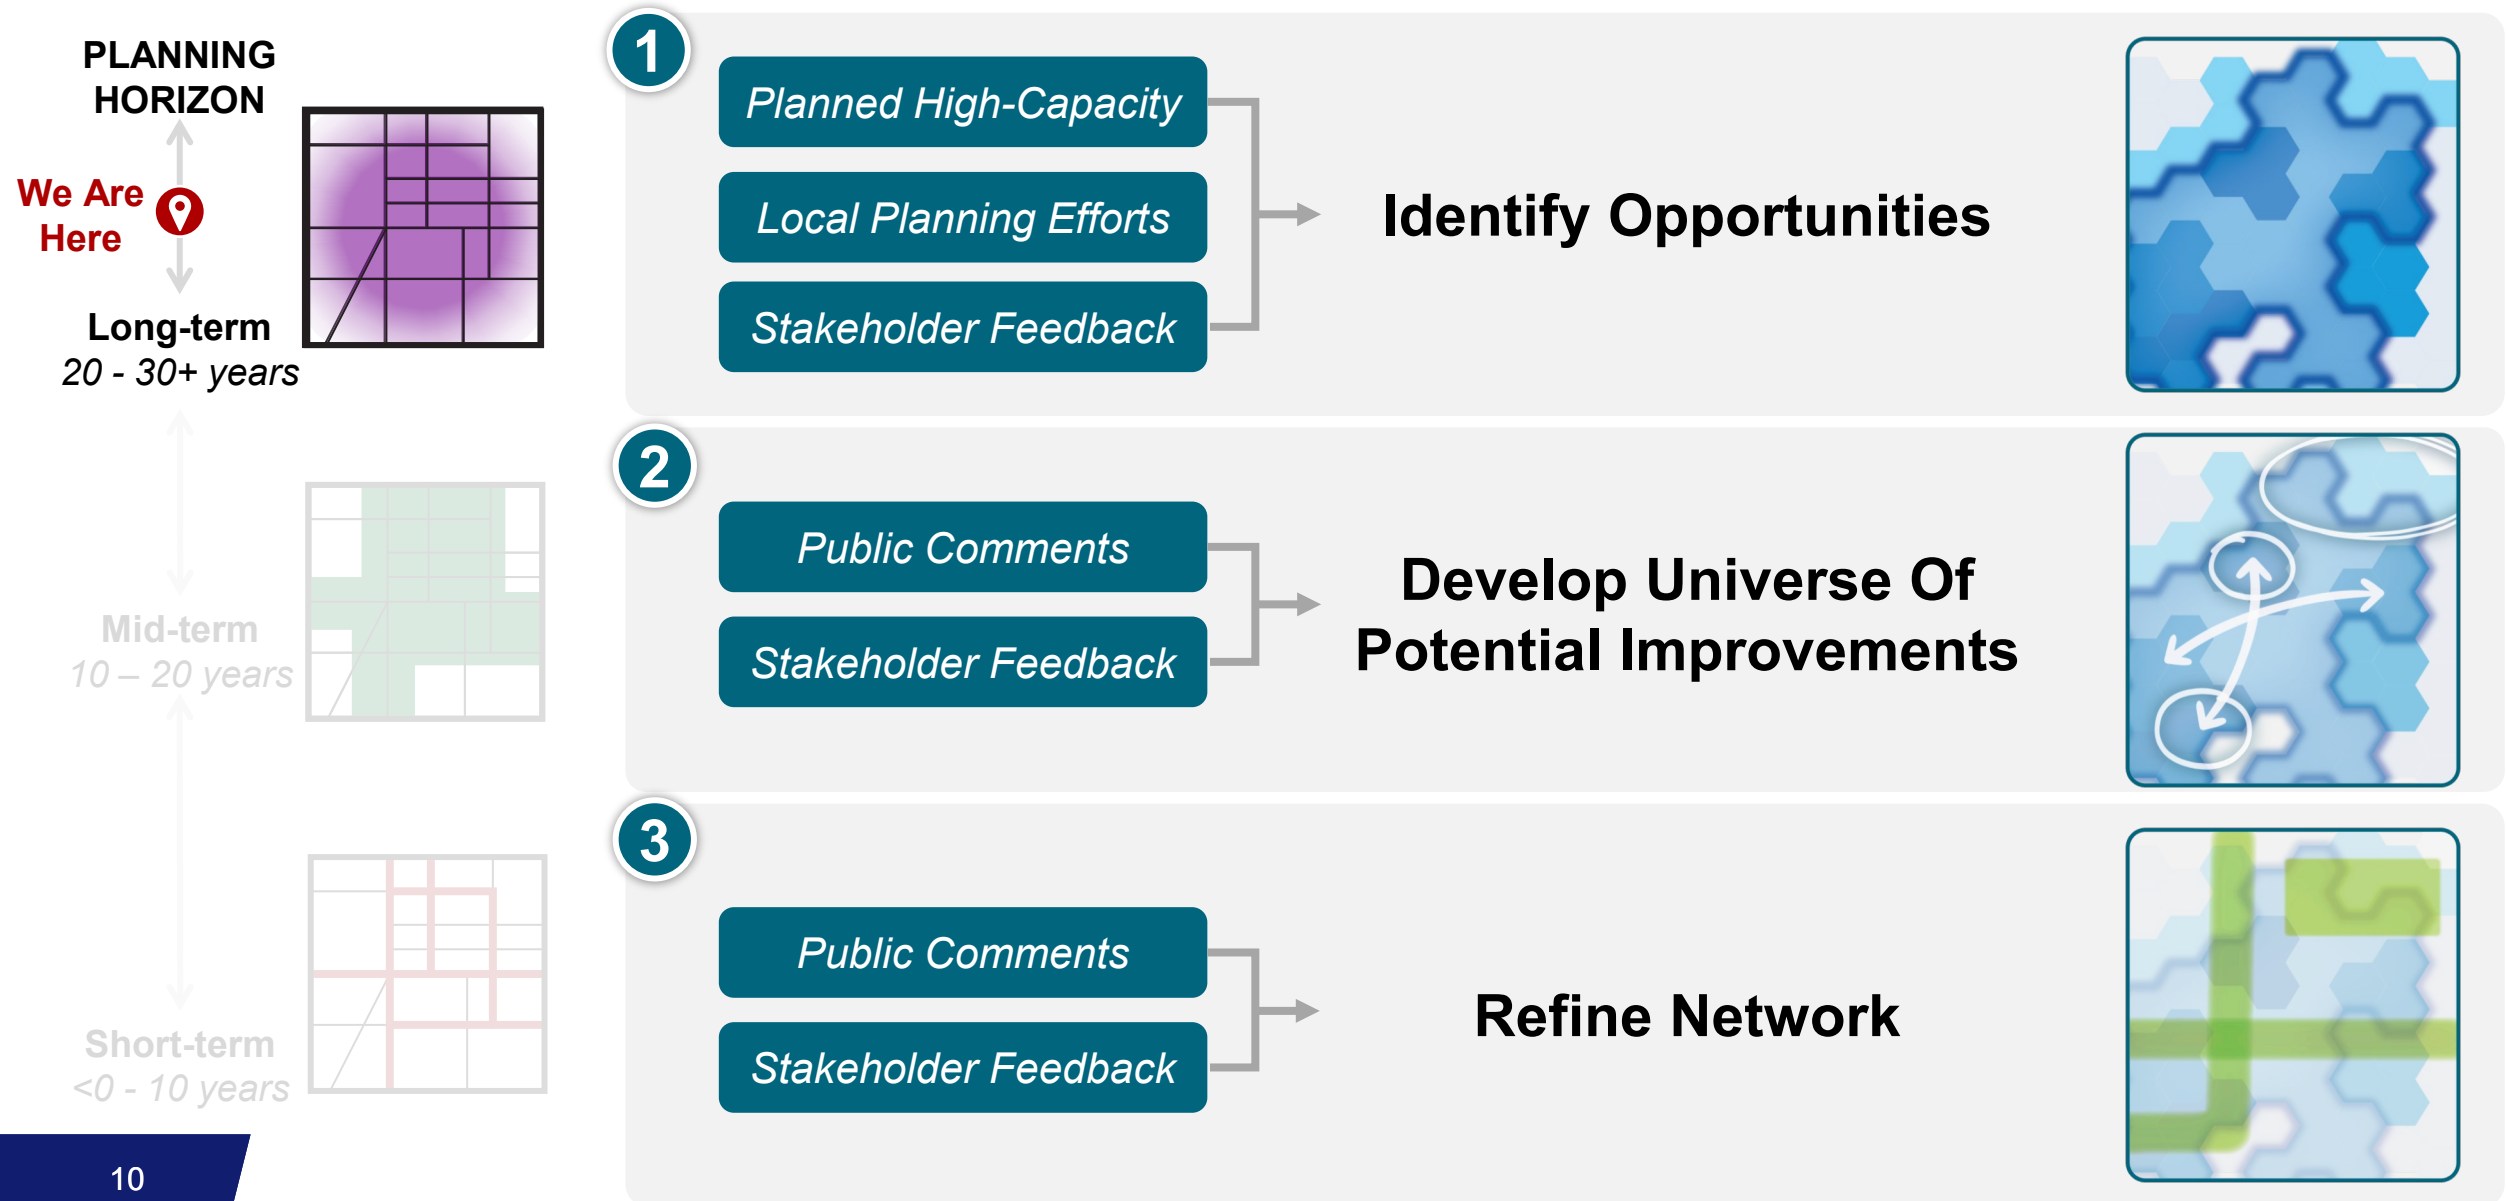 PLANNING
HORIZON
We Are
Here
Long-term
20 - 30+ years
Mid-term
10 – 20 years
Short-term
<0 - 10 years
10
1
Planned High-Capacity
Local Planning Efforts
Stakeholder Feedback
Identify Opportunities
2
Public Comments
Stakeholder Feedback
Develop Universe Of
Potential Improvements
3
Public Comments
Stakeholder Feedback
Refine Network